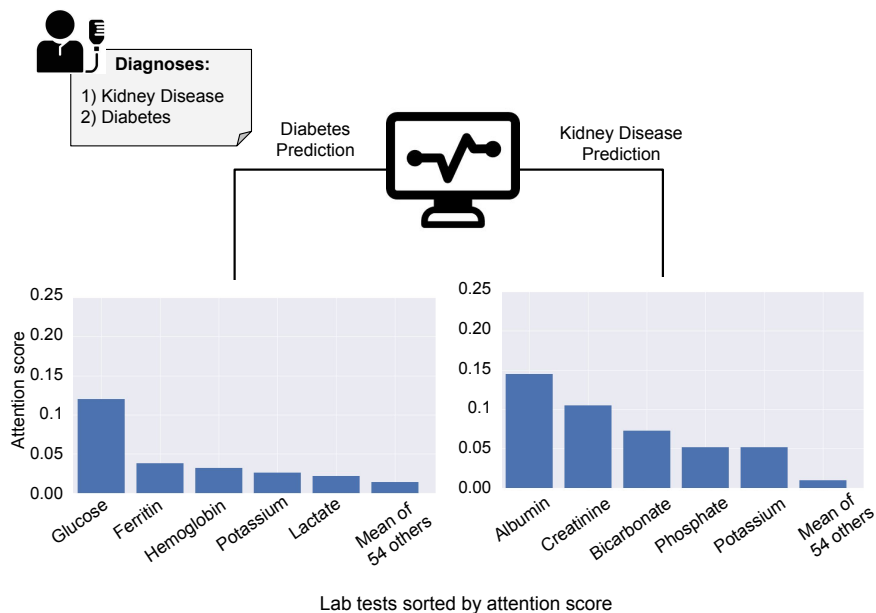 Diagnoses:
1) Kidney Disease
2) Diabetes
Diabetes
Prediction
Kidney Disease
Prediction
Attention score
0.25
0.20
0.15
0.1
0.05
0.00
Glucose
Ferritin
Hemoglobin
Potassium
Lactate
Mean of
54 others
0.25
0.20
0.15
0.1
0.05
0.00
Albumin
Creatinine
Bicarbonate
Phosphate
Potassium
Mean of
54 others
Lab tests sorted by attention score